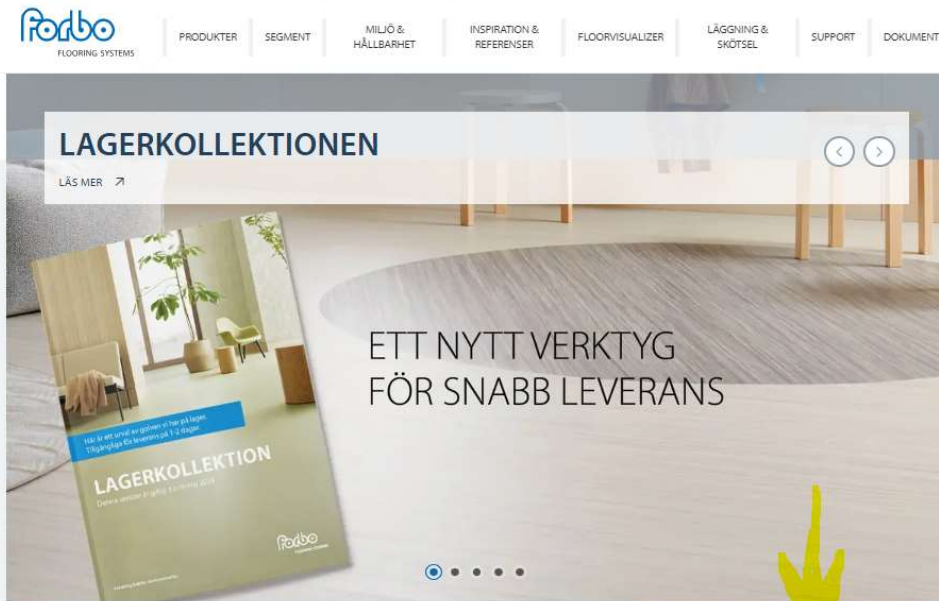 Forbo
FLOORING SYSTEMS
PRODUKTER
SEGMENT
MILJÖ &
HÅLLBARHET
INSPIRATION &
REFERENSER
FLOORVISUALIZER
LÄGGNING &
SKÖTSEL
SUPPORT
DOKUMENT
LAGERKOLLEKTIONEN
LÄS MER
ETT NYTT VERKTYG
FÖR SNABB LEVERANS
Här är ett urval av golven vi har på lager.
Tillgängliga för leverans på 1-2 dagar.
LAGERKOLLEKTION
Forbo